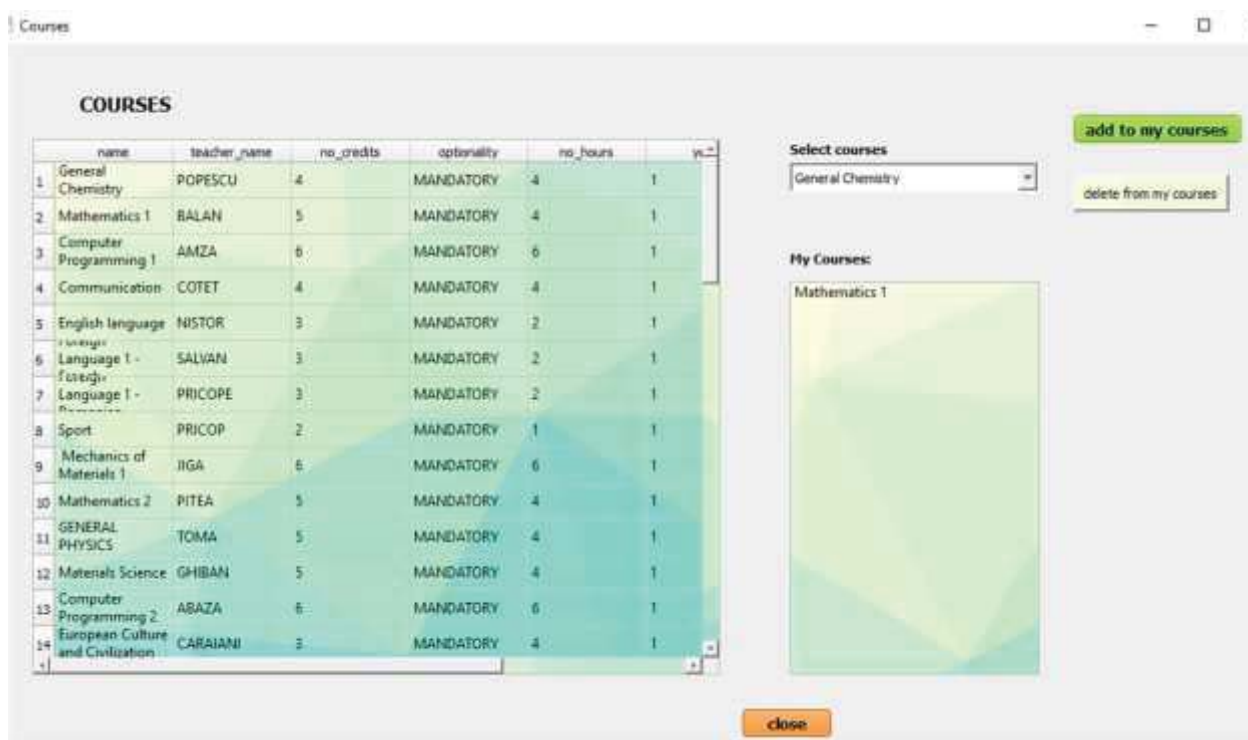 Courses
COURSES
name teacher_name no_credits optionality no_hours
1 General Chemistry POPESCU 4 MANDATORY 4 1
2 Mathematics 1 BALAN 5 MANDATORY 4 1
3 Computer Programming 1 AMZA 6 MANDATORY 6 1
4 Communication COTET 4 MANDATORY 4 1
5 English language NISTOR 3 MANDATORY 2 1
6 Language 1 - SALVAN 3 MANDATORY 2 1
7 Language 1 - PRICOPE 3 MANDATORY 2 1
8 Sport PRICOP 2 MANDATORY 1 1
9 Mechanics of Materials 1 JIGA 6 MANDATORY 6 1
10 Mathematics 2 PITEA 5 MANDATORY 4 1
11 GENERAL PHYSICS TOMA 5 MANDATORY 4 1
12 Materials Science GHIBAN 5 MANDATORY 4 1
13 Computer Programming 2 ABAZA 6 MANDATORY 6 1
14 European Culture and Civilization CARAIANI 3 MANDATORY 4 1
Select courses
General Chemistry
My Courses:
Mathematics 1
add to my courses
delete from my courses
close